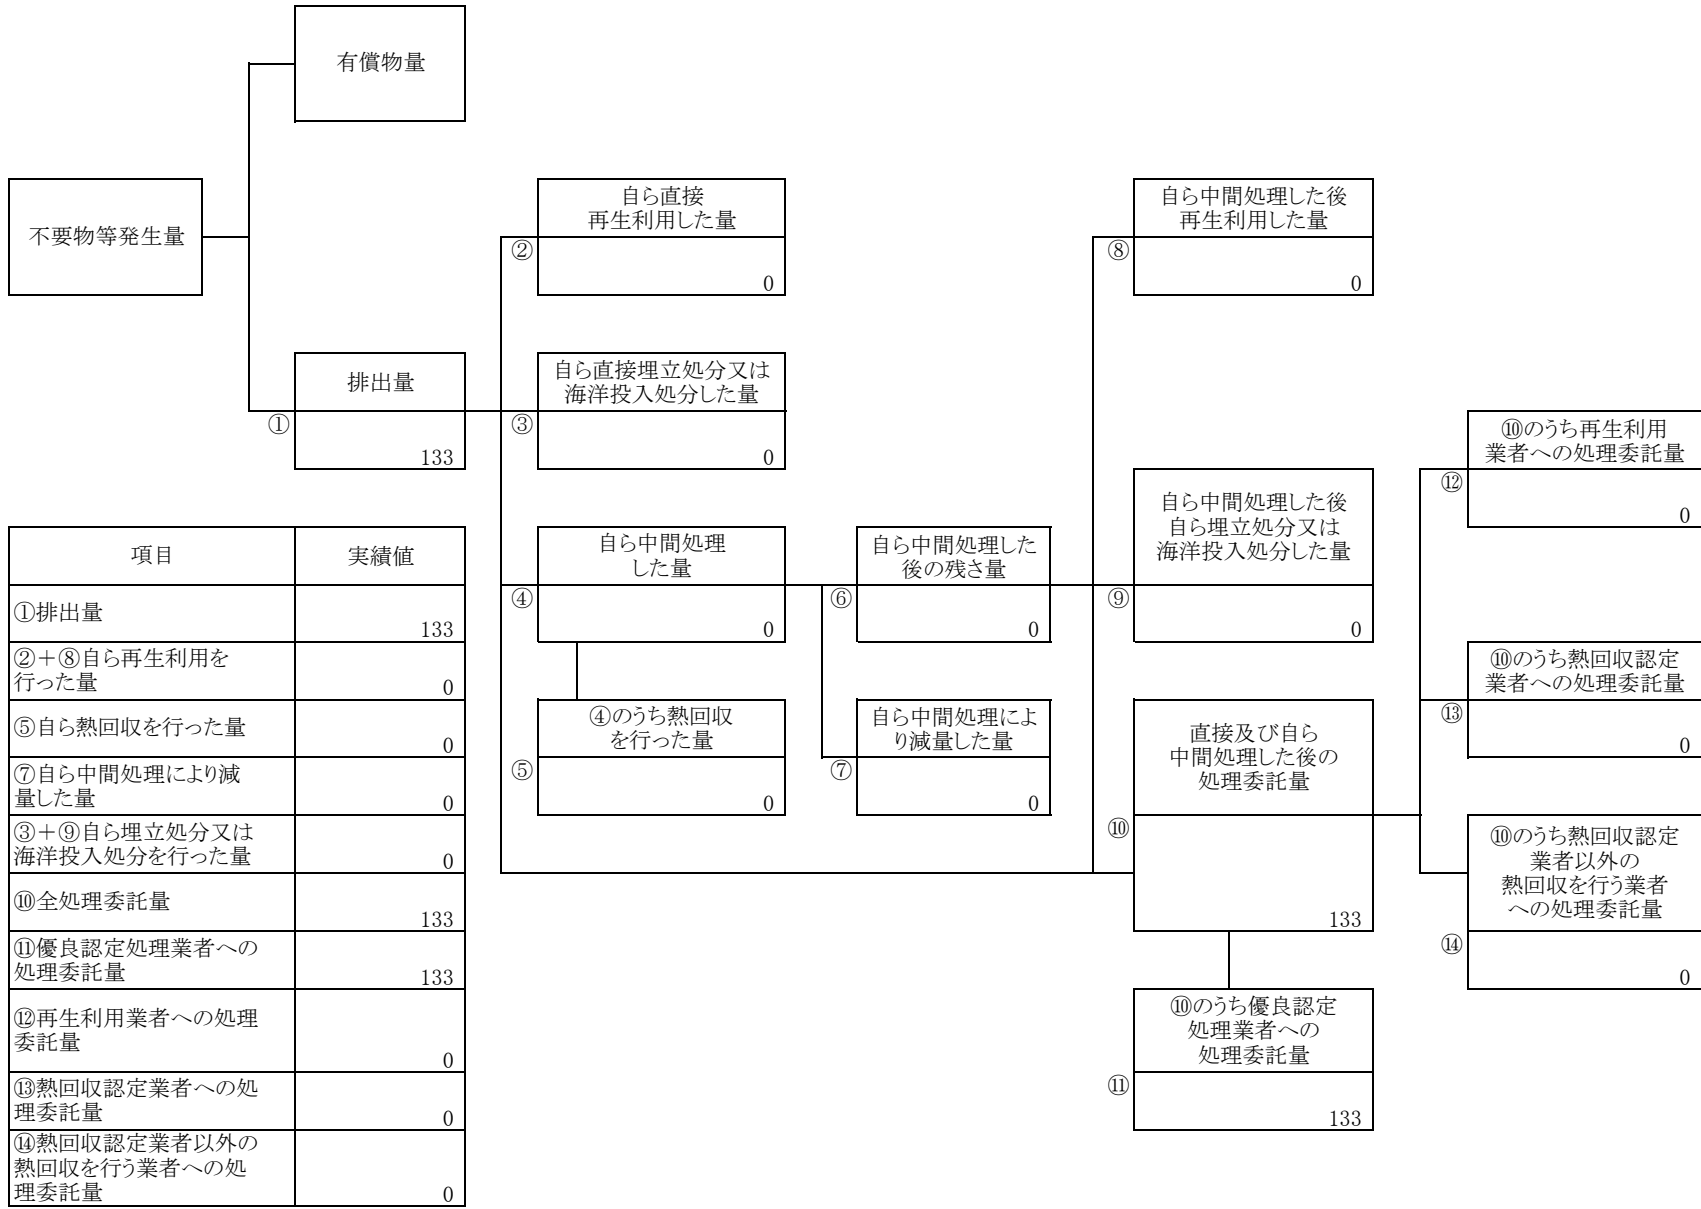 有償物量
不要物等発生量
排出量
①
133
自ら直接
再生利用した量
②
0
自ら直接埋立処分又は
海洋投入処分した量
③
0
自ら中間処理
した量
④
0
④のうち熱回収
を行った量
⑤
0
自ら中間処理した
後の残さ量
⑥
0
自ら中間処理によ
り減量した量
⑦
0
自ら中間処理した後
再生利用した量
⑧
0
自ら中間処理した後
自ら埋立処分又は
海洋投入処分した量
⑨
0
直接及び自ら
中間処理した後の
処理委託量
⑩
133
⑩のうち優良認定
処理業者への
処理委託量
⑪
133
⑩のうち再生利用
業者への処理委託量
⑫
0
⑩のうち熱回収認定
業者への処理委託量
⑬
0
⑩のうち熱回収認定
業者以外の
熱回収を行う業者
への処理委託量
⑭
0
項目 実績値
①排出量
133
②+⑧自ら再生利用を
行った量
0
⑤自ら熱回収を行った量
0
⑦自ら中間処理により減
量した量
0
③+⑨自ら埋立処分又は
海洋投入処分を行った量
0
⑩全処理委託量
133
⑪優良認定処理業者への
処理委託量
133
⑫再生利用業者への処理
委託量
0
⑬熱回収認定業者への処
理委託量
0
⑭熱回収認定業者以外の
熱回収を行う業者への処
理委託量
0